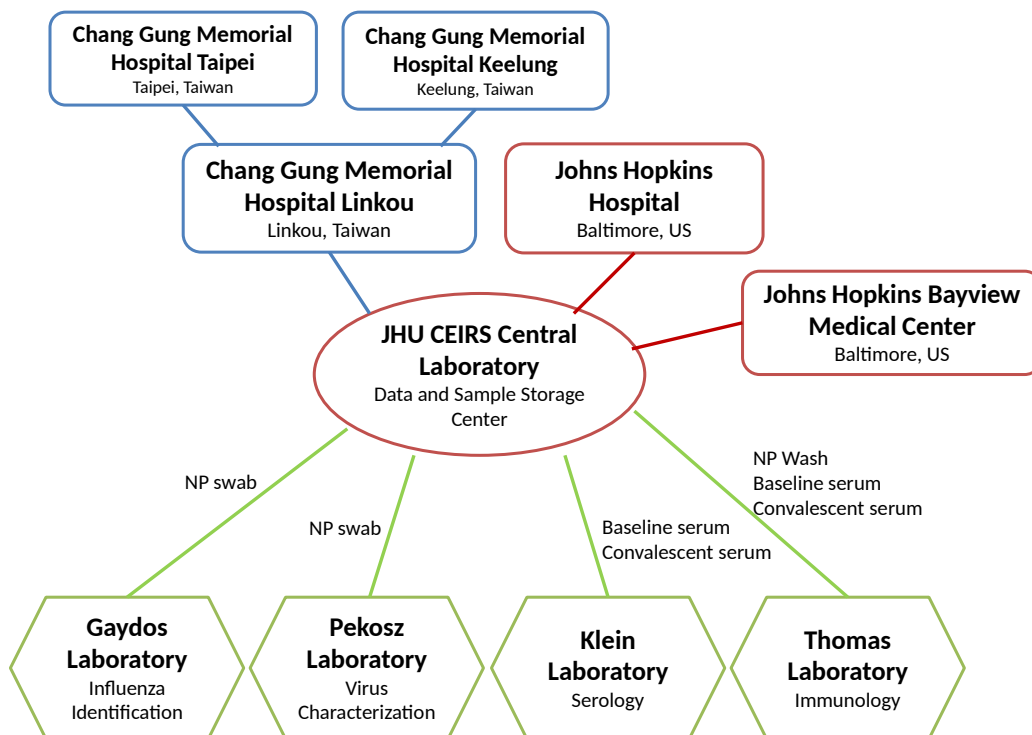 Chang Gung Memorial
Hospital Taipei
Taipei, Taiwan
Chang Gung Memorial
Hospital Keelung
Keelung, Taiwan
Chang Gung Memorial
Hospital Linkou
Linkou, Taiwan
Johns Hopkins
Hospital
Baltimore, US
Johns Hopkins Bayview
Medical Center
Baltimore, US
JHU CEIRS Central
Laboratory
Data and Sample Storage
Center
NP swab
NP swab
Baseline serum
Convalescent serum
NP Wash
Baseline serum
Convalescent serum
Gaydos
Laboratory
Influenza
Identification
Pekosz
Laboratory
Virus
Characterization
Klein
Laboratory
Serology
Thomas
Laboratory
Immunology